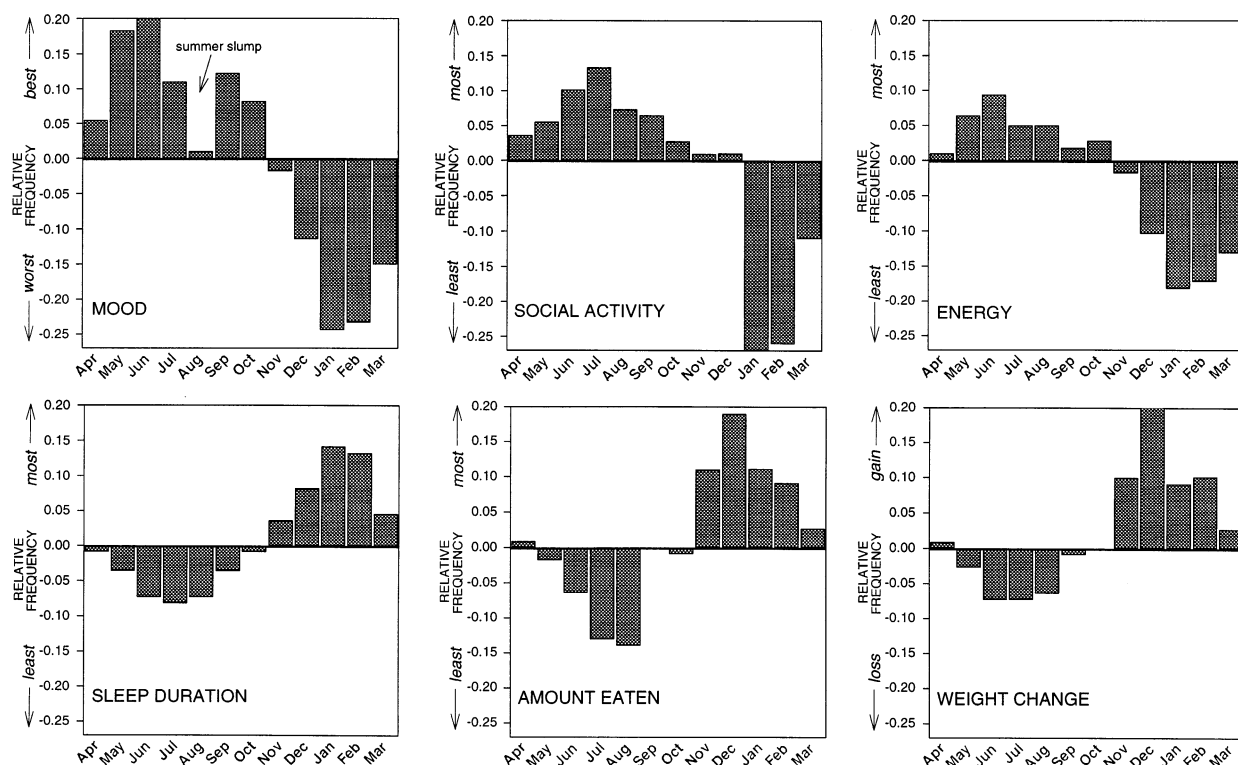 0.20
0.15
0.10
0.05
0.00
-0.05
-0.10
-0.15
-0.20
-0.25
best
RELATIVE
FREQUENCY
worst
summer slump
MOOD
Apr May Jun Jul Aug Sep Oct Nov Dec Jan Feb Mar
0.20
0.15
0.10
0.05
0.00
-0.05
-0.10
-0.15
-0.20
-0.25
most
RELATIVE
FREQUENCY
least
SOCIAL ACTIVITY
Apr May Jun Jul Aug Sep Oct Nov Dec Jan Feb Mar
0.20
0.15
0.10
0.05
0.00
-0.05
-0.10
-0.15
-0.20
-0.25
most
RELATIVE
FREQUENCY
least
ENERGY
Apr May Jun Jul Aug Sep Oct Nov Dec Jan Feb Mar
0.20
0.15
0.10
0.05
0.00
-0.05
-0.10
-0.15
-0.20
-0.25
most
RELATIVE
FREQUENCY
least
SLEEP DURATION
Apr May Jun Jul Aug Sep Oct Nov Dec Jan Feb Mar
0.20
0.15
0.10
0.05
0.00
-0.05
-0.10
-0.15
-0.20
-0.25
most
RELATIVE
FREQUENCY
least
AMOUNT EATEN
Apr May Jun Jul Aug Sep Oct Nov Dec Jan Feb Mar
0.20
0.15
0.10
0.05
0.00
-0.05
-0.10
-0.15
-0.20
-0.25
gain
RELATIVE
FREQUENCY
loss
WEIGHT CHANGE
Apr May Jun Jul Aug Sep Oct Nov Dec Jan Feb Mar